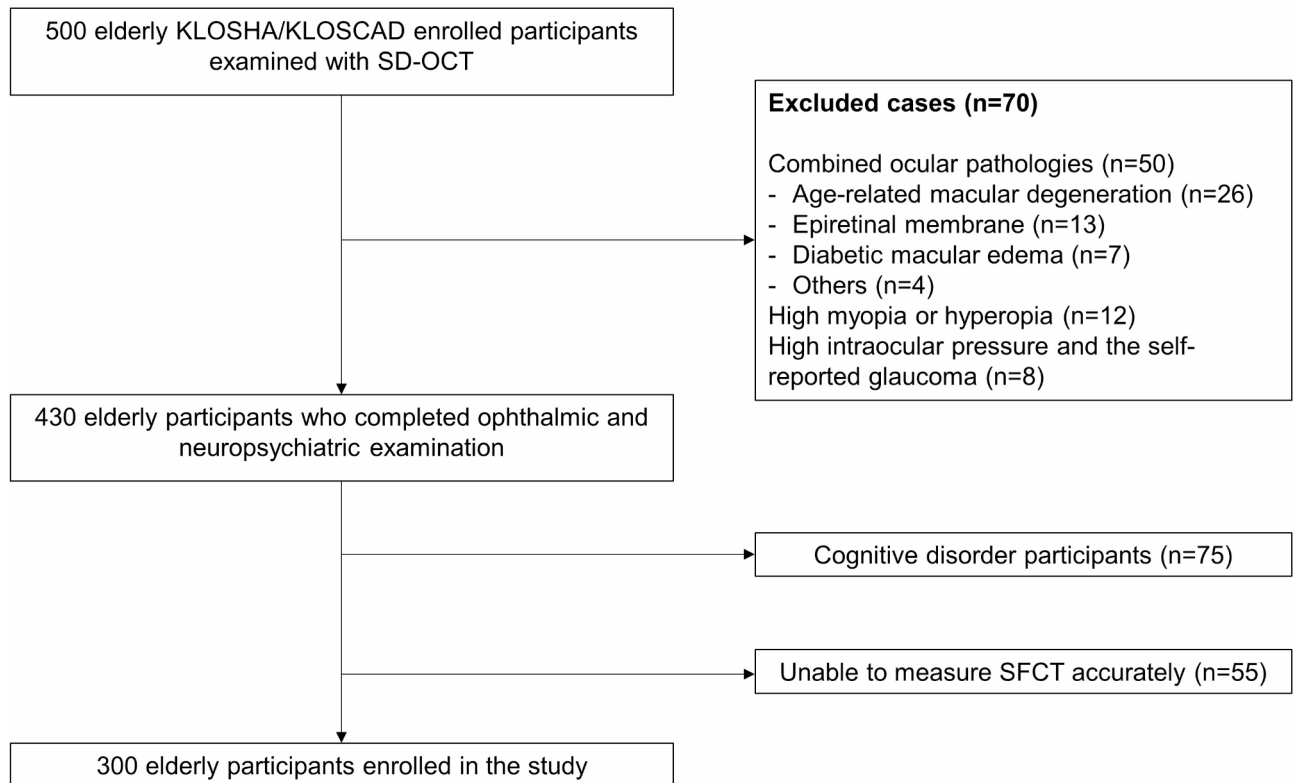 500 elderly KLOSHA/KLOSCAD enrolled participants
examined with SD-OCT
Excluded cases (n=70)
Combined ocular pathologies (n=50)
- Age-related macular degeneration (n=26)
- Epiretinal membrane (n=13)
- Diabetic macular edema (n=7)
- Others (n=4)
High myopia or hyperopia (n=12)
High intraocular pressure and the self-
reported glaucoma (n=8)
430 elderly participants who completed ophthalmic and
neuropsychiatric examination
Cognitive disorder participants (n=75)
Unable to measure SFCT accurately (n=55)
300 elderly participants enrolled in the study